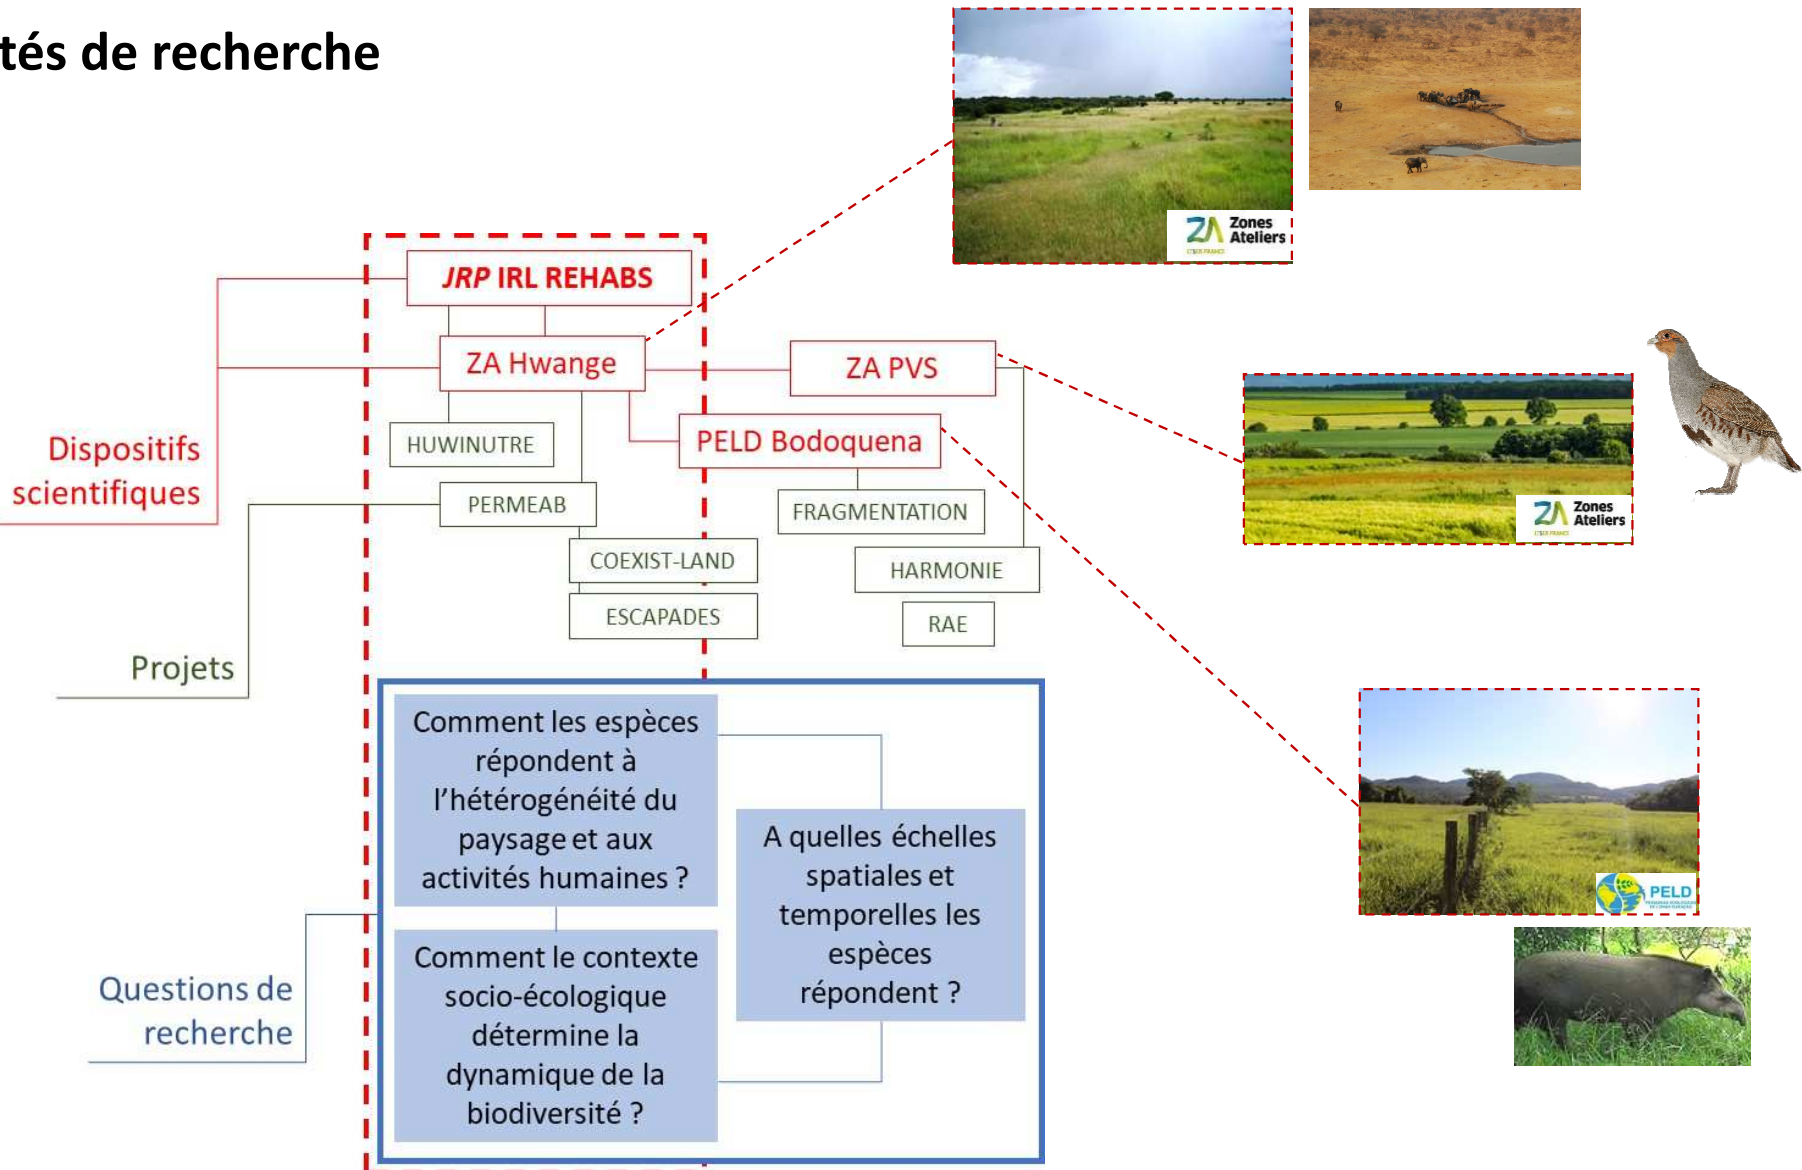 tés de recherche
Zones
Ateliers
JRP IRL REHABS
ZA Hwange
ZA PVS
Dispositifs
scientifiques
HUWINUTRE
PELD Bodoquena
PERMEAB
FRAGMENTATION
COEXIST-LAND
HARMONIE
ESCAPADES
RAE
Zones
Ateliers
Projets
Comment les espèces
répondent à
l'hétérogénéité du
paysage et aux
activités humaines ?
A quelles échelles
spatiales et
temporelles les
espèces
répondent ?
Comment le contexte
socio-écologique
détermine la
dynamique de la
biodiversité ?
Questions de
recherche
PELD